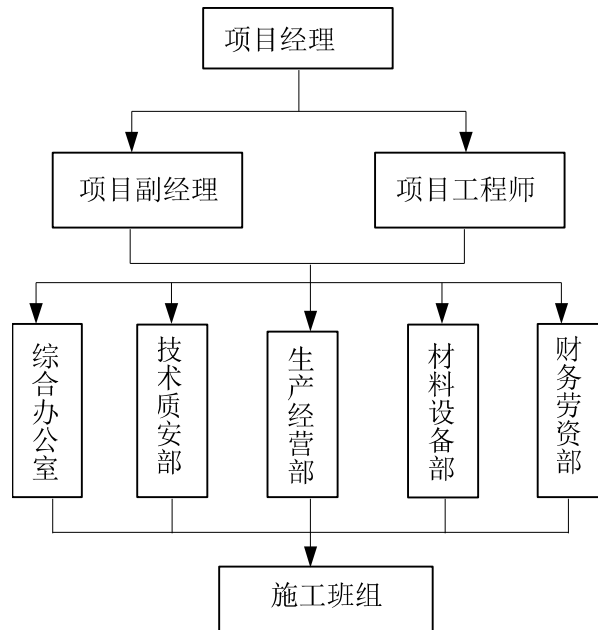 项目经理
项目副经理
项目工程师
综合办公室
技术质安部
生产经营部
材料设备部
财务劳资部
施工班组